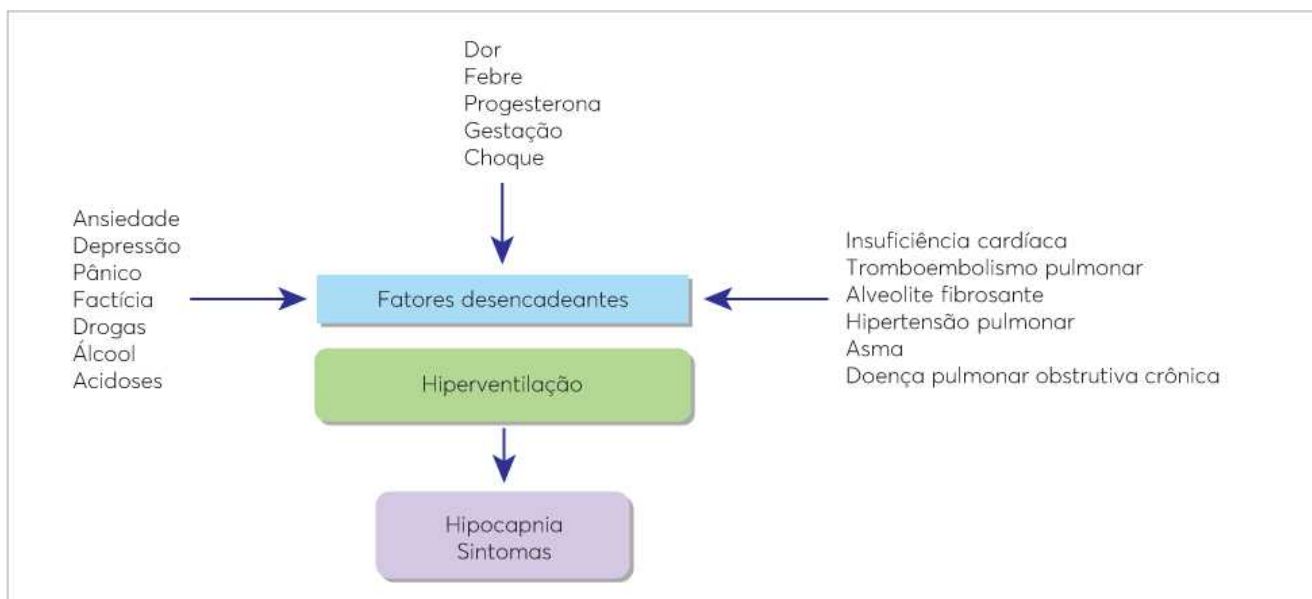 Dor
Febre
Progesterona
Gestação
Choque
Ansiedade
Depressão
Pânico
Factícia
Drogas
Álcool
Acidoses
Fatores desencadeantes
Insuficiência cardíaca
Tromboembolismo pulmonar
Alveolite fibrosante
Hipertensão pulmonar
Asma
Doença pulmonar obstrutiva crônica
Hiperventilação
Hipocapnia
Sintomas